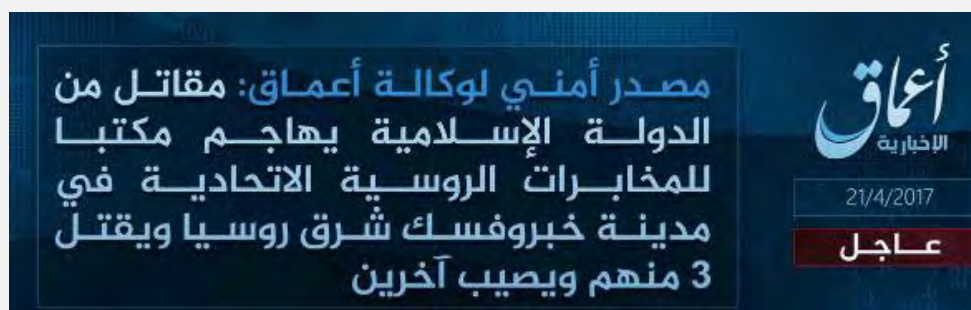 مصدر أمني لوكالة أعماق: مقاتل من
الدولة الإسلامية يهاجم مكتبا
للمخابرات الروسية الاتحادية في
مدينة خبروفسك شرق روسيا ويقتل
3 منهم ويصيب آخرين
أعماق
الإخبارية
21/4/2017
عاجل